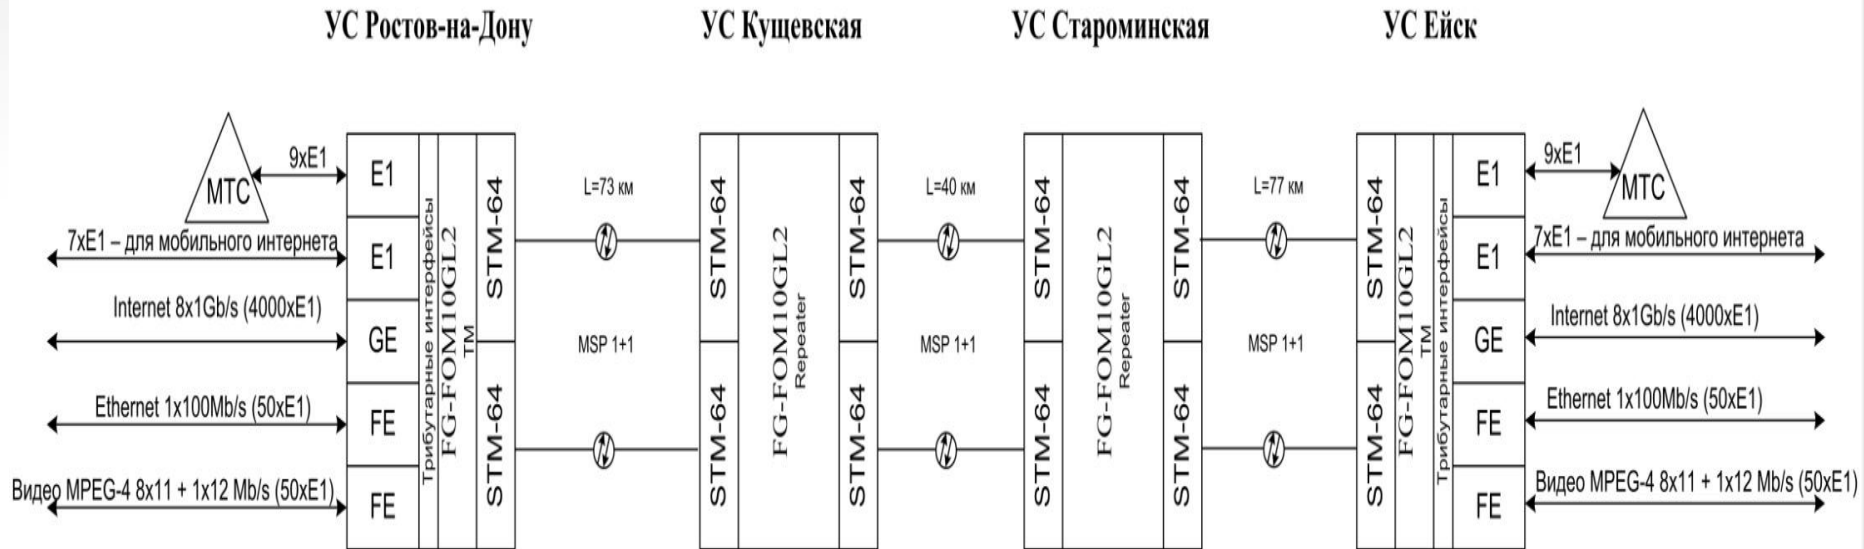 УС Ростов-на-Дону
УС Кущевская
УС Староминская
УС Ейск
МТС
9xE1
7xE1 – для мобильного интернета
Internet 8x1Gb/s (4000xE1)
Ethernet 1x100Mb/s (50xE1)
Видео MPEG-4 8x11 + 1x12 Mb/s (50xE1)
E1
E1
GE
FE
FE
Трибутарные интерфейсы
FG-FOM10GL2
TM
STM-64
STM-64
L=73 км
MSP 1+1
STM-64
STM-64
FG-FOM10GL2
Repeater
STM-64
STM-64
L=40 км
MSP 1+1
STM-64
STM-64
FG-FOM10GL2
Repeater
STM-64
STM-64
L=77 км
MSP 1+1
STM-64
STM-64
FG-FOM10GL2
TM
Трибутарные интерфейсы
E1
E1
GE
FE
FE
9xE1
МТС
7xE1 – для мобильного интернета
Internet 8x1Gb/s (4000xE1)
Ethernet 1x100Mb/s (50xE1)
Видео MPEG-4 8x11 + 1x12 Mb/s (50xE1)